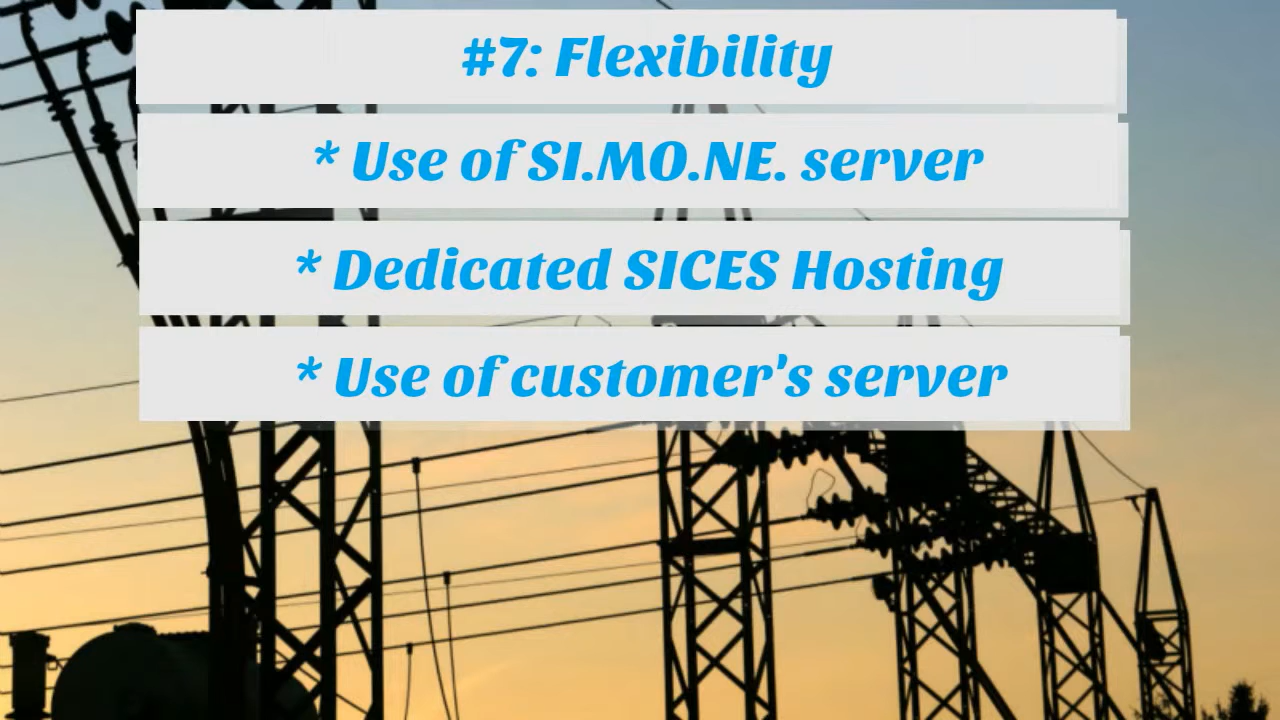 #7: Flexibility
* Use of SI.MO.NE. server
* Dedicated SICES Hosting
* Use of customer's server